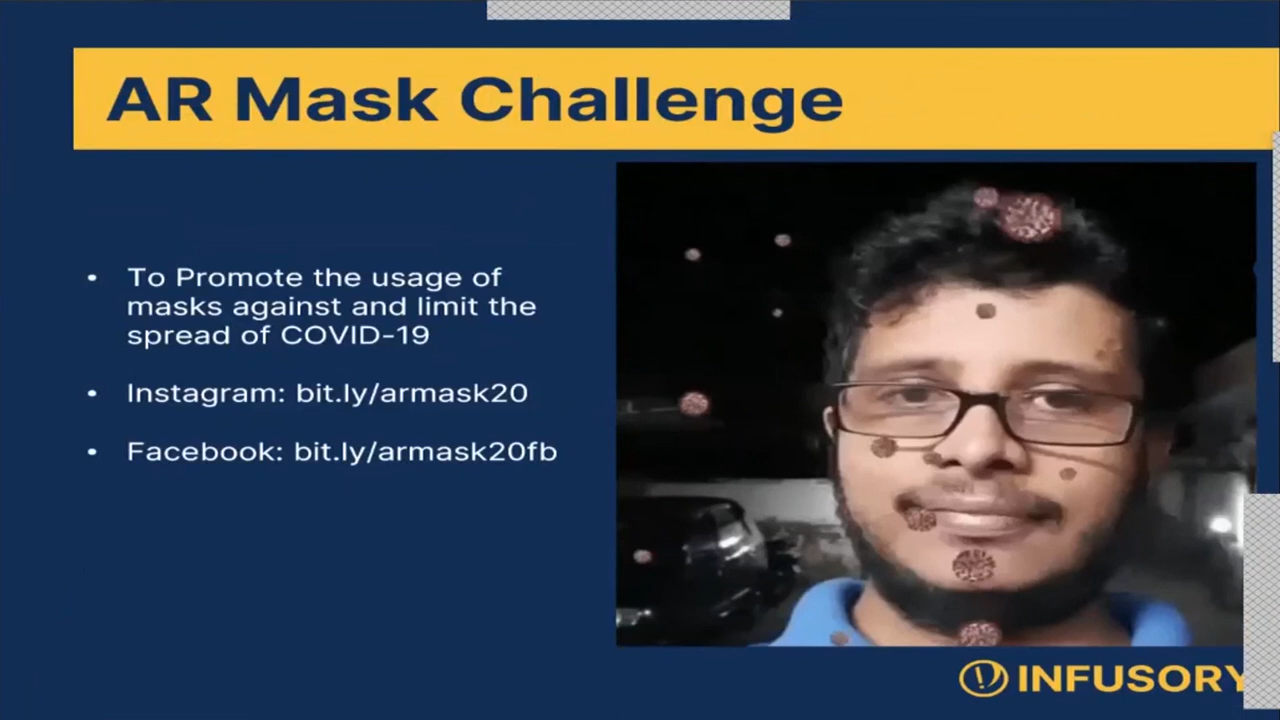 AR Mask Challenge
• To Promote the usage of
masks against and limit the
spread of COVID-19
• Instagram: bit.ly/armask20
• Facebook: bit.ly/armask20fb
INFUSORY